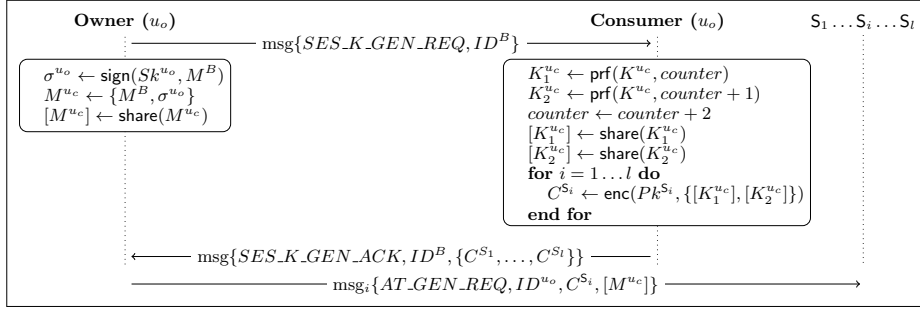 Owner (u_o) Consumer (u_o) S_1 ... S_i ... S_l
msg{SES_K_GEN_REQ, ID^B}
σ^{u_o} ← sign(Sk^{u_o}, M^B)
M^{u_c} ← {M^B, σ^{u_o}}
[M^{u_c}] ← share(M^{u_c})
K_1^{u_c} ← prf(K^{u_c}, counter)
K_2^{u_c} ← prf(K^{u_c}, counter + 1)
counter ← counter + 2
[K_1^{u_c}] ← share(K_1^{u_c})
[K_2^{u_c}] ← share(K_2^{u_c})
for i = 1 ... l do
C^{S_i} ← enc(Pk^{S_i}, {[K_1^{u_c}], [K_2^{u_c}]})
end for
msg{SES_K_GEN_ACK, ID^B, {C^{S_1}, ..., C^{S_l}}}
msg_i{AT_GEN_REQ, ID^{u_o}, C^{S_i}, [M^{u_c}]}